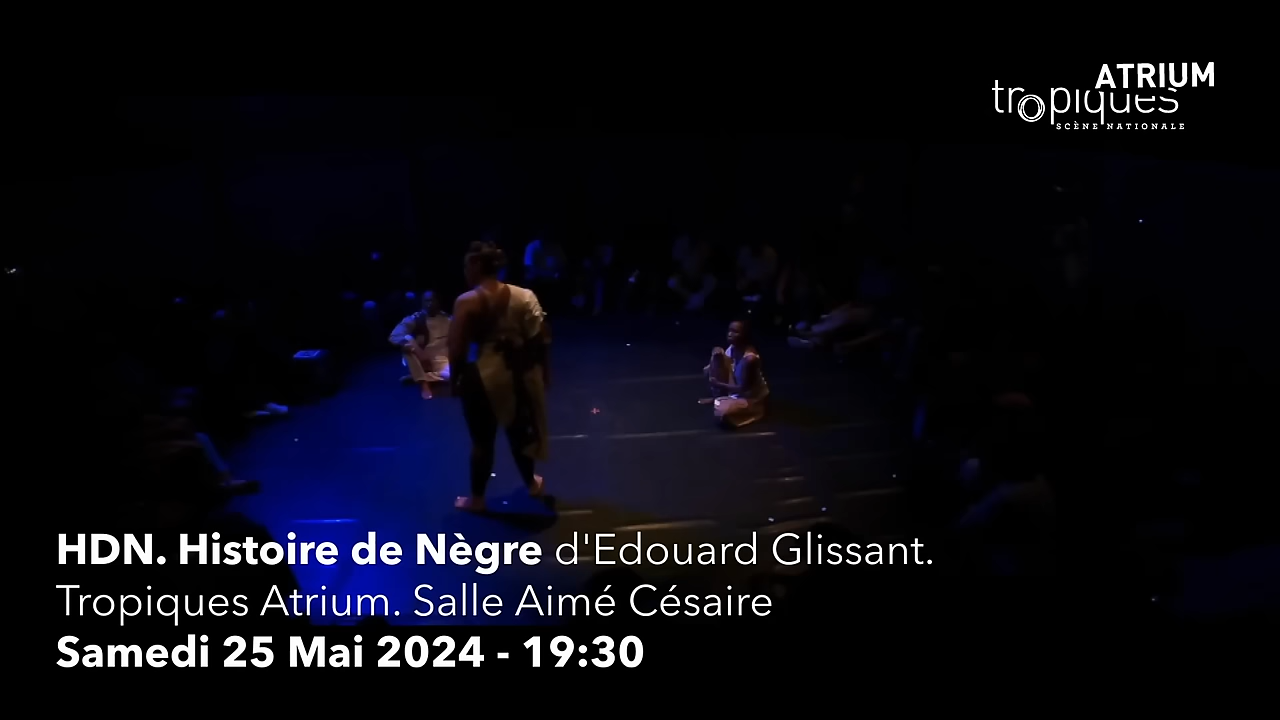 ATRIUM
tropiques
SCÈNE NATIONALE
HDN. Histoire de Nègre d'Edouard Glissant.
Tropiques Atrium. Salle Aimé Césaire
Samedi 25 Mai 2024 - 19:30